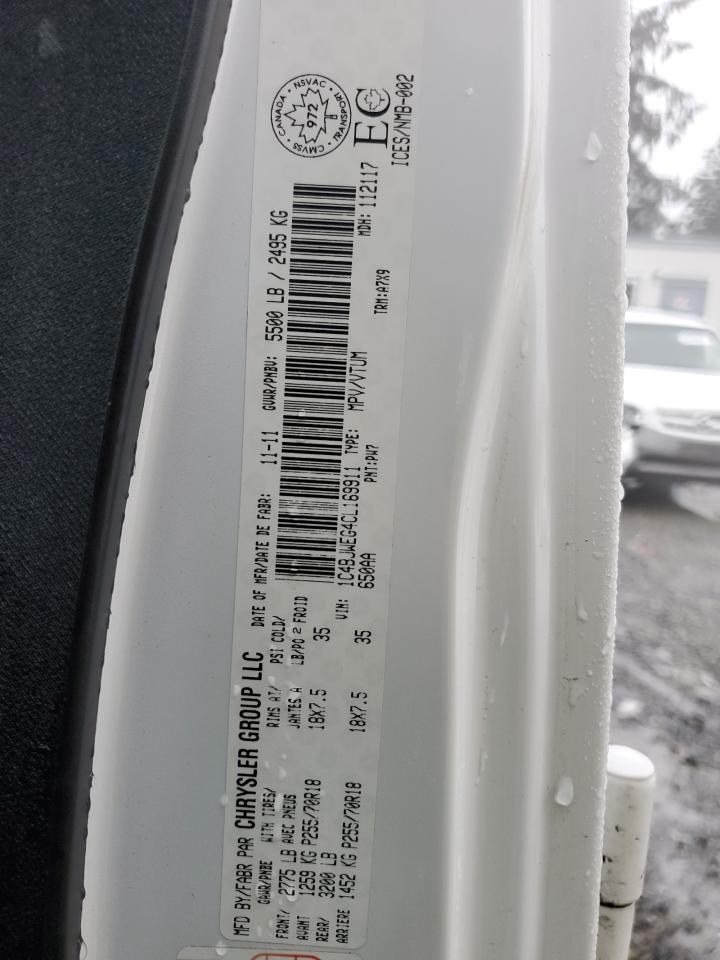 MFD BY/FABR PAR CHRYSLER GROUP LLC DATE OF MFR/DATE DE FABR: 11-11 GVWR/PNBV: 5500 LB / 2495 KG
GAWR/PNBE WITH TIRES/ RIMS AT/ PSI COLD/
FRONT/ 2775 LB AVEC PNEUS JANTES A LB/PO 2 FROID
AVANT 1259 KG P255/70R18 18X7.5 35
REAR/ 3200 LB
ARRIERE 1452 KG P255/70R18 18X7.5 35
VIN: 1C4BJWEG4CL169911 TYPE: MPV/VTUM MDH: 112117
650AA PNT: PW7 TRM: A7X9
CANADA · NSVAC · TRANSPORT · CMVSS
972
EC
ICES/NMB-002